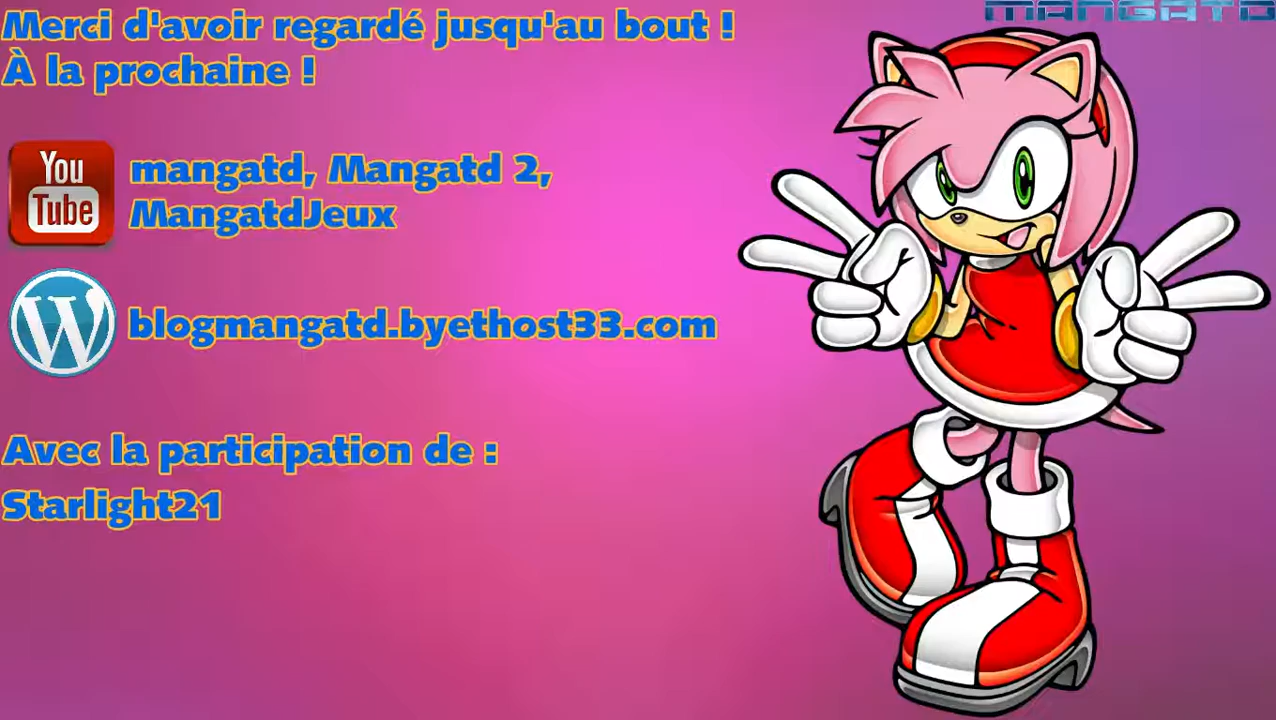 MANGATD
Merci d'avoir regardé jusqu'au bout !
À la prochaine !
You
Tube
mangatd, Mangatd 2,
MangatdJeux
W
blogmangatd.byethost33.com
Avec la participation de :
Starlight21